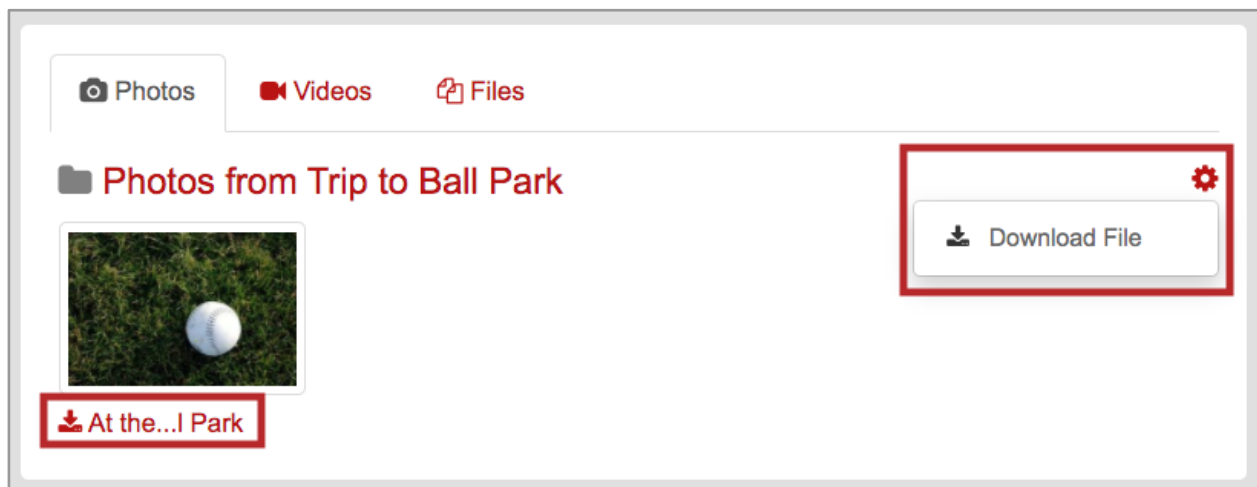 Photos Videos Files
Photos from Trip to Ball Park
Download File
At the...l Park